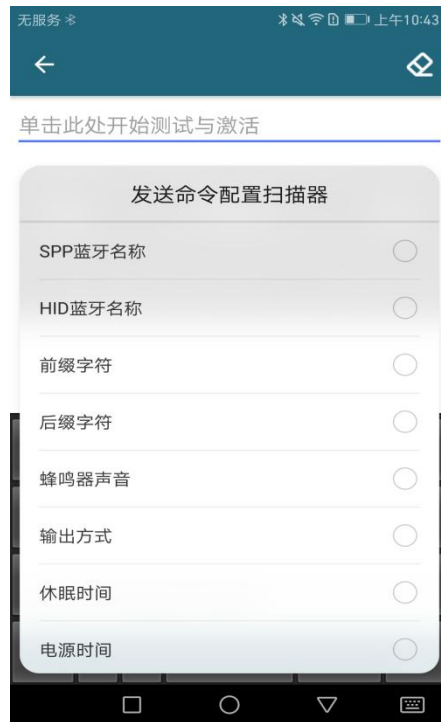 无服务
上午10:43
单击此处开始测试与激活
发送命令配置扫描器
SPP蓝牙名称
HID蓝牙名称
前缀字符
后缀字符
蜂鸣器声音
输出方式
休眠时间
电源时间